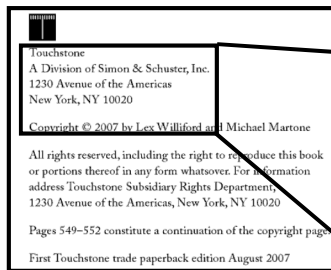 Touchstone
A Division of Simon & Schuster, Inc.
1230 Avenue of the Americas
New York, NY 10020
Copyright © 2007 by Lex Williford and Michael Martone
All rights reserved, including the right to reproduce this book
or portions thereof in any form whatsoever. For information
address Touchstone Subsidiary Rights Department,
1230 Avenue of the Americas, New York, NY 10020
Pages 549–552 constitute a continuation of the copyright page.
First Touchstone trade paperback edition August 2007